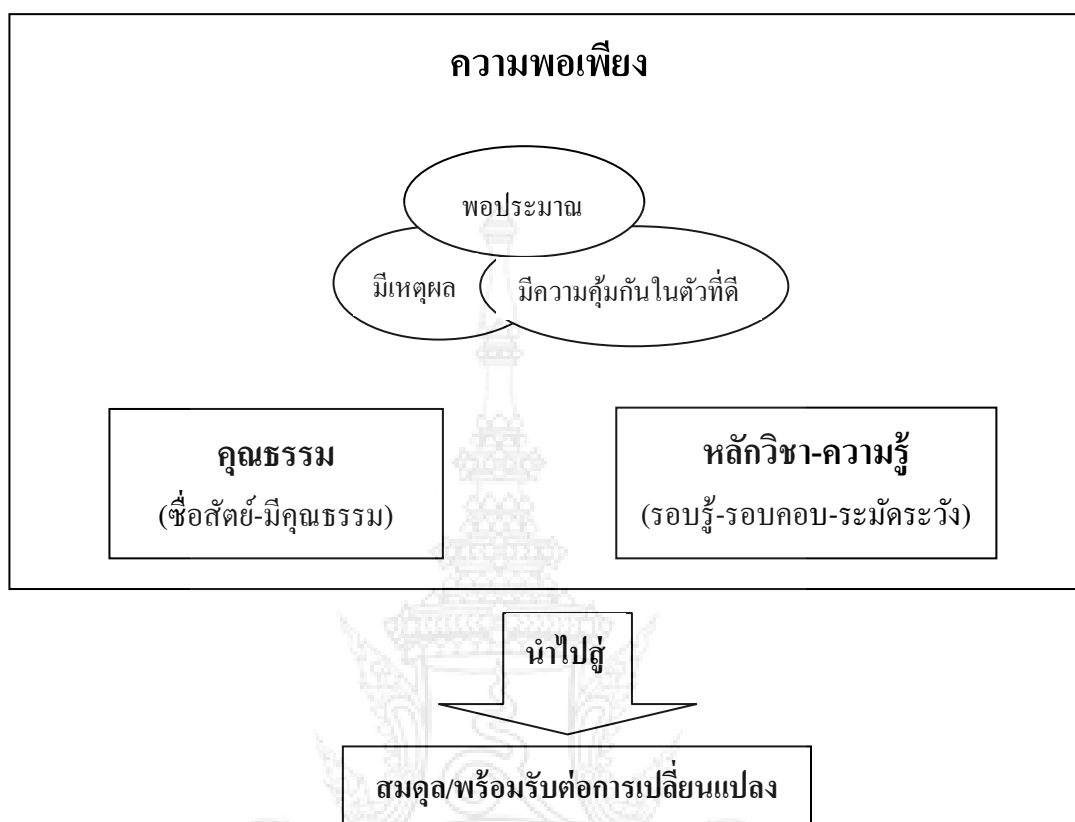 ความพอเพียง
พอประมาณ
มีเหตุผล
มีความคุ้มกันในตัวที่ดี
คุณธรรม
(ซื่อสัตย์-มีคุณธรรม)
หลักวิชา-ความรู้
(รอบรู้-รอบคอบ-ระมัดระวัง)
นำไปสู่
สมดุล/พร้อมรับต่อการเปลี่ยนแปลง